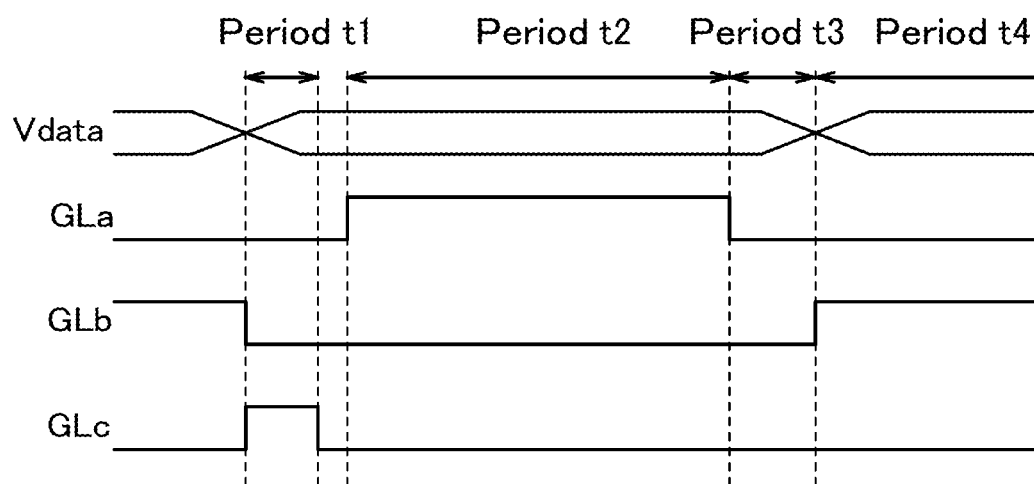 Period t1 Period t2 Period t3 Period t4
Vdata
GLa
GLb
GLc